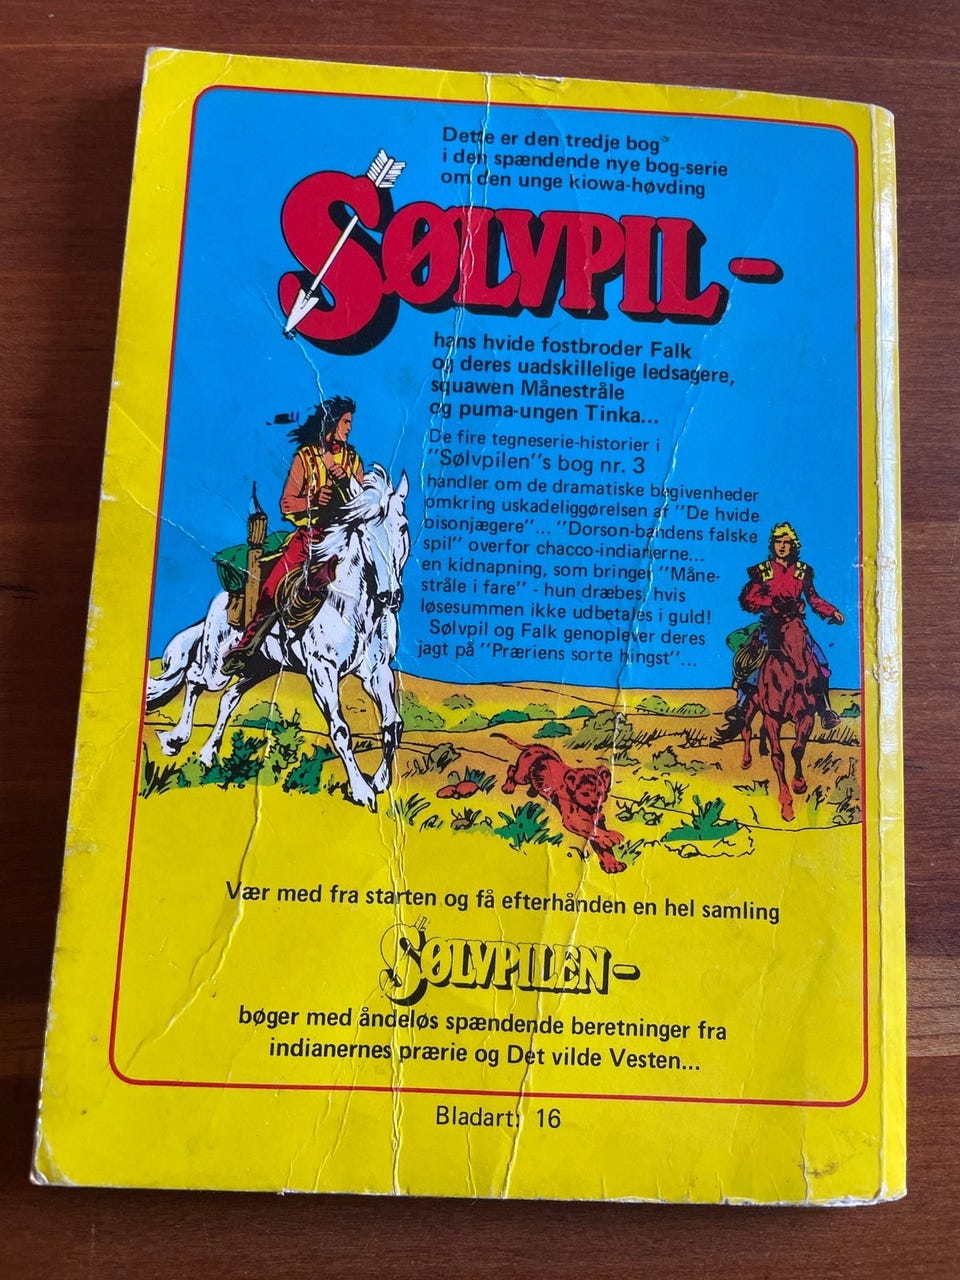 Dette er den tredje bog
i den spændende nye bog-serie
om den unge kiowa-høvding
SØLVPIL-
hans hvide fostbroder Falk
og deres uadskillelige ledsagere,
squawen Månestråle
og puma-ungen Tinka...
De fire tegneserie-historier i
"Sølvpilen"s bog nr. 3
handler om de dramatiske begivenheder
omkring uskadeliggørelsen af "De hvide
bisonjægere"... "Dorson-bandens falske
spil" overfor chacco-indianerne...
en kidnapning, som bringer "Måne-
stråle i fare" - hun dræbes, hvis
løsesummen ikke udbetales i guld!
Sølvpil og Falk genoplever deres
jagt på "Præriens sorte hingst"...
Vær med fra starten og få efterhånden en hel samling
SØLVPILEN-
bøger med åndeløs spændende beretninger fra
indianernes prærie og Det vilde Vesten...
Bladart: 16